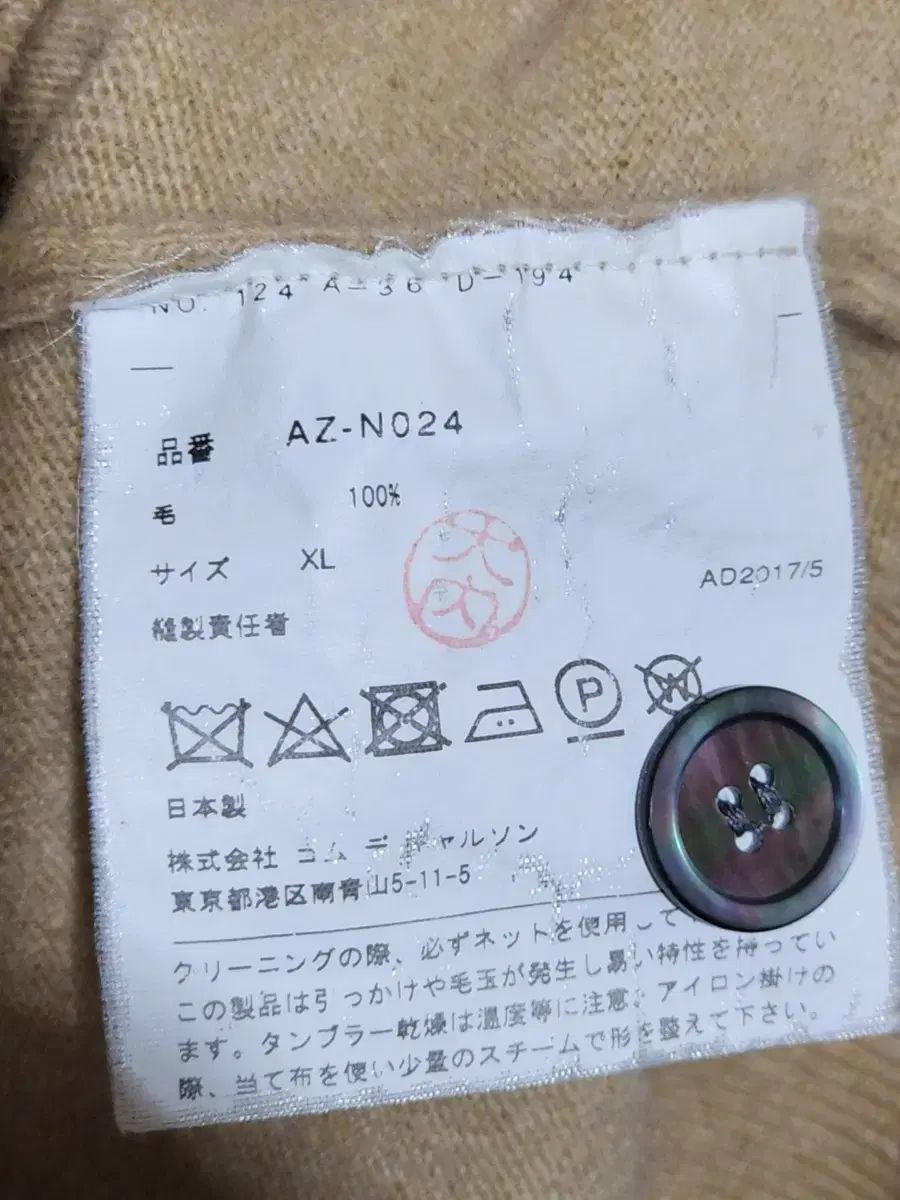 NO. 124 A-36 D-194
品番 AZ-N024
毛 100%
サイズ XL
AD2017/5
縫製責任者 大内
P
W
日本製
株式会社 コム デ ギャルソン
東京都港区南青山5-11-5
クリーニングの際、必ずネットを使用して
この製品は引っかけや毛玉が発生し易い特性を持ってい
ます。タンブラー乾燥は温度等に注意。アイロン掛けの
際、当て布を使い少量のスチームで形を整えて下さい。